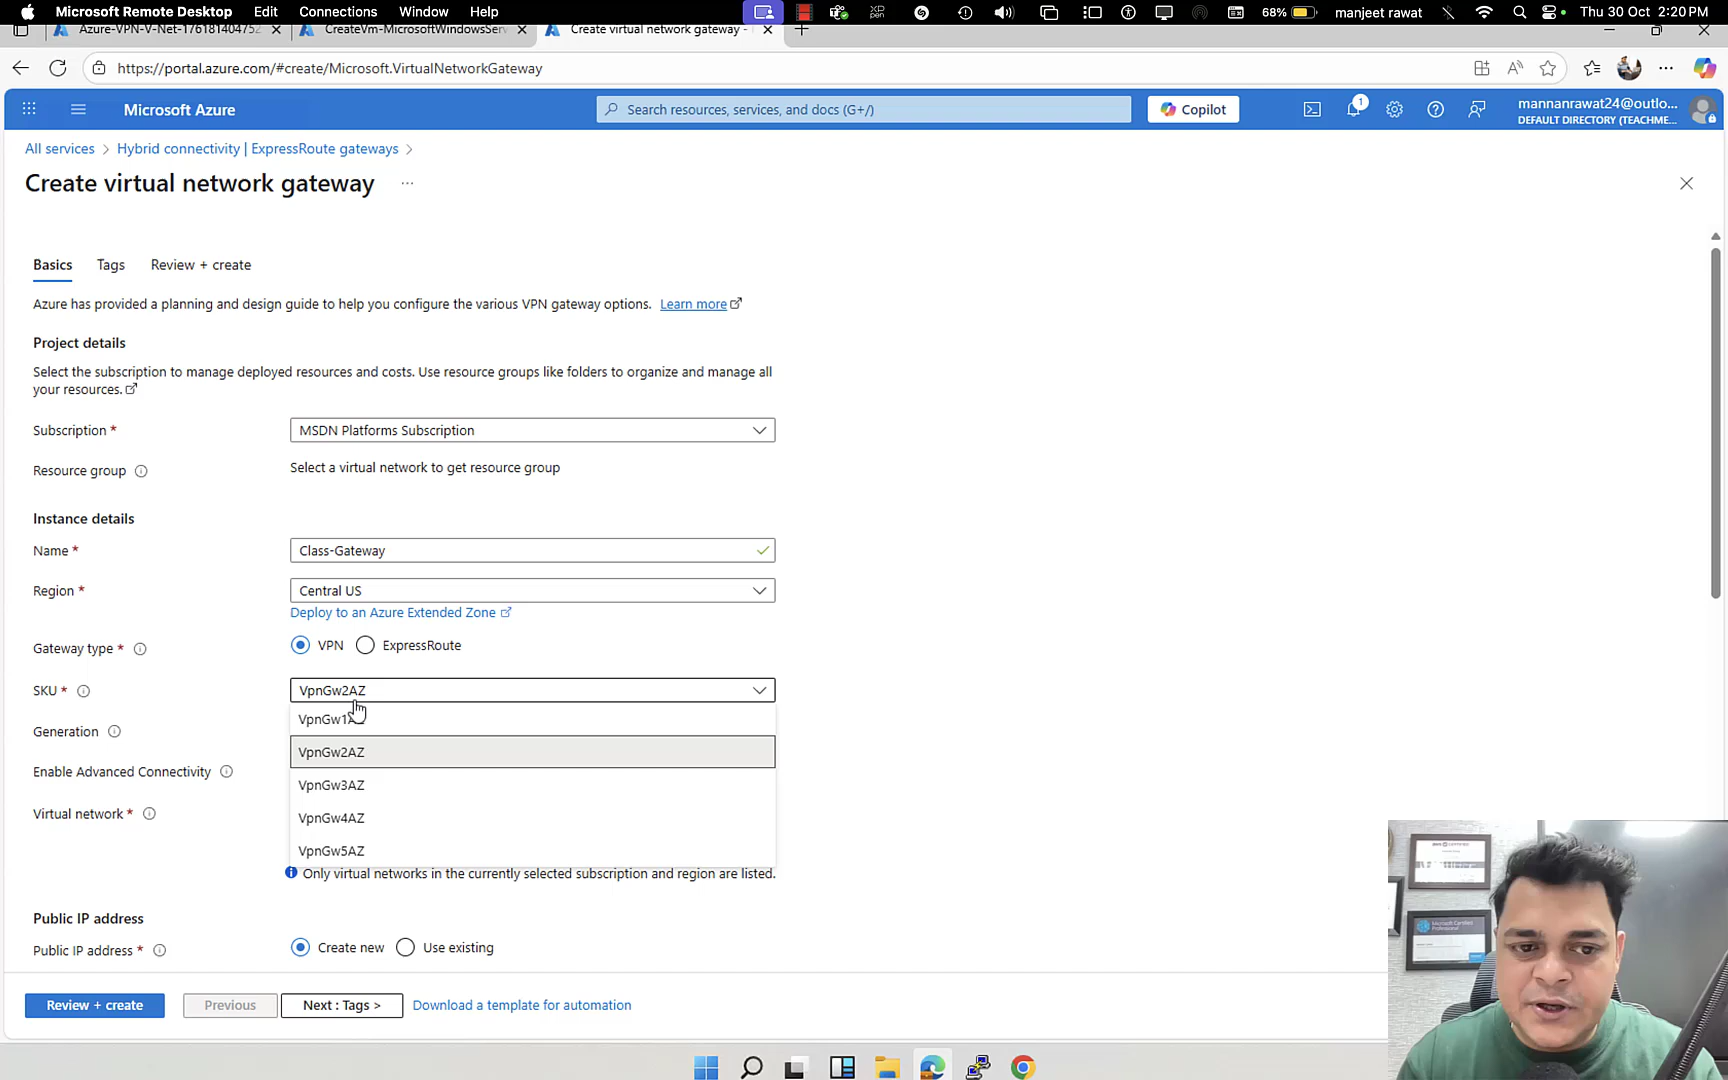 Microsoft Remote Desktop Edit Connections Window Help 68% manjeet rawat Thu 30 Oct 2:20 PM
Azure-VPN-V-Net-176181404752 CreateVm-MicrosoftWindowsServ Create virtual network gateway -
https://portal.azure.com/#create/Microsoft.VirtualNetworkGateway
Microsoft Azure Search resources, services, and docs (G+/) Copilot 1 mannanrawat24@outlo...
DEFAULT DIRECTORY (TEACHME...
All services > Hybrid connectivity | ExpressRoute gateways >
Create virtual network gateway ...
Basics Tags Review + create
Azure has provided a planning and design guide to help you configure the various VPN gateway options. Learn more
Project details
Select the subscription to manage deployed resources and costs. Use resource groups like folders to organize and manage all
your resources.
Subscription * MSDN Platforms Subscription
Resource group Select a virtual network to get resource group
Instance details
Name * Class-Gateway
Region * Central US
Deploy to an Azure Extended Zone
Gateway type * VPN ExpressRoute
SKU * VpnGw2AZ
VpnGw1AZ
Generation
VpnGw2AZ
Enable Advanced Connectivity
VpnGw3AZ
Virtual network *
VpnGw4AZ
VpnGw5AZ
Only virtual networks in the currently selected subscription and region are listed.
Public IP address
Public IP address * Create new Use existing
Review + create Previous Next : Tags > Download a template for automation